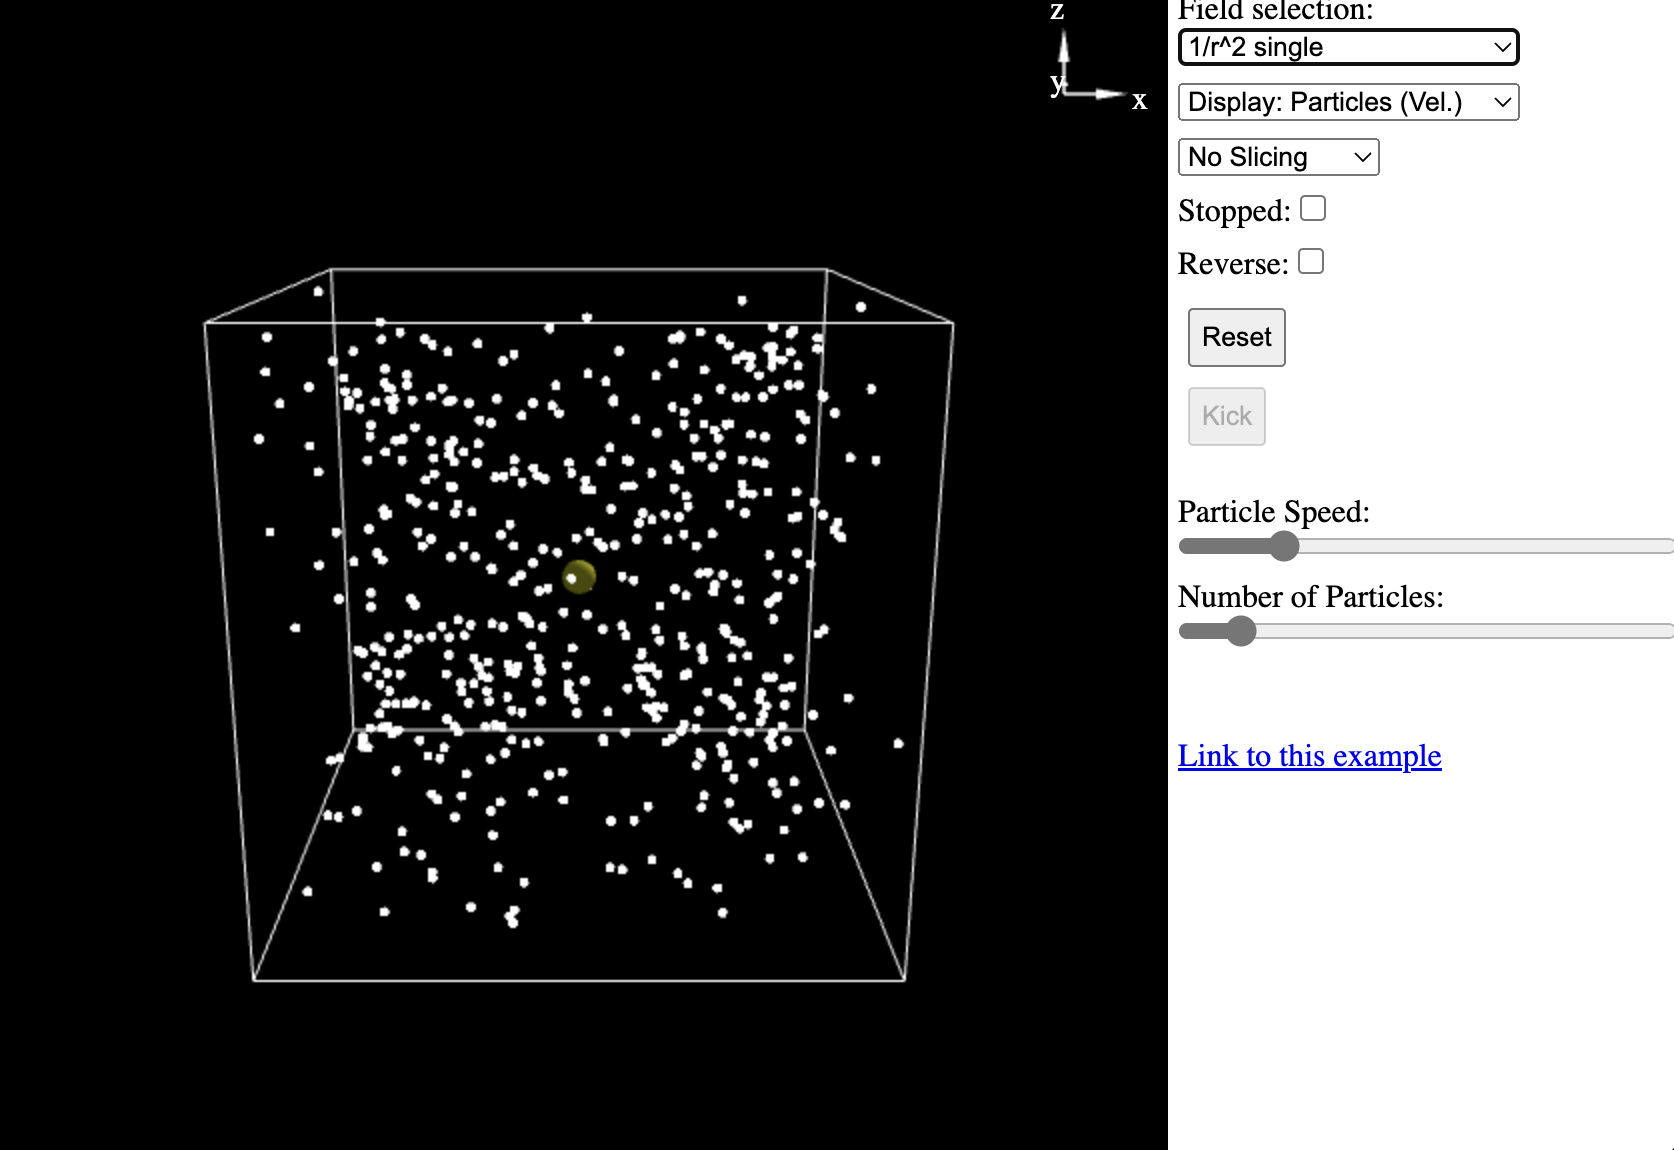 z
y
x
Field selection:
1/r^2 single
Display: Particles (Vel.)
No Slicing
Stopped:
Reverse:
Reset
Kick
Particle Speed:
Number of Particles:
Link to this example